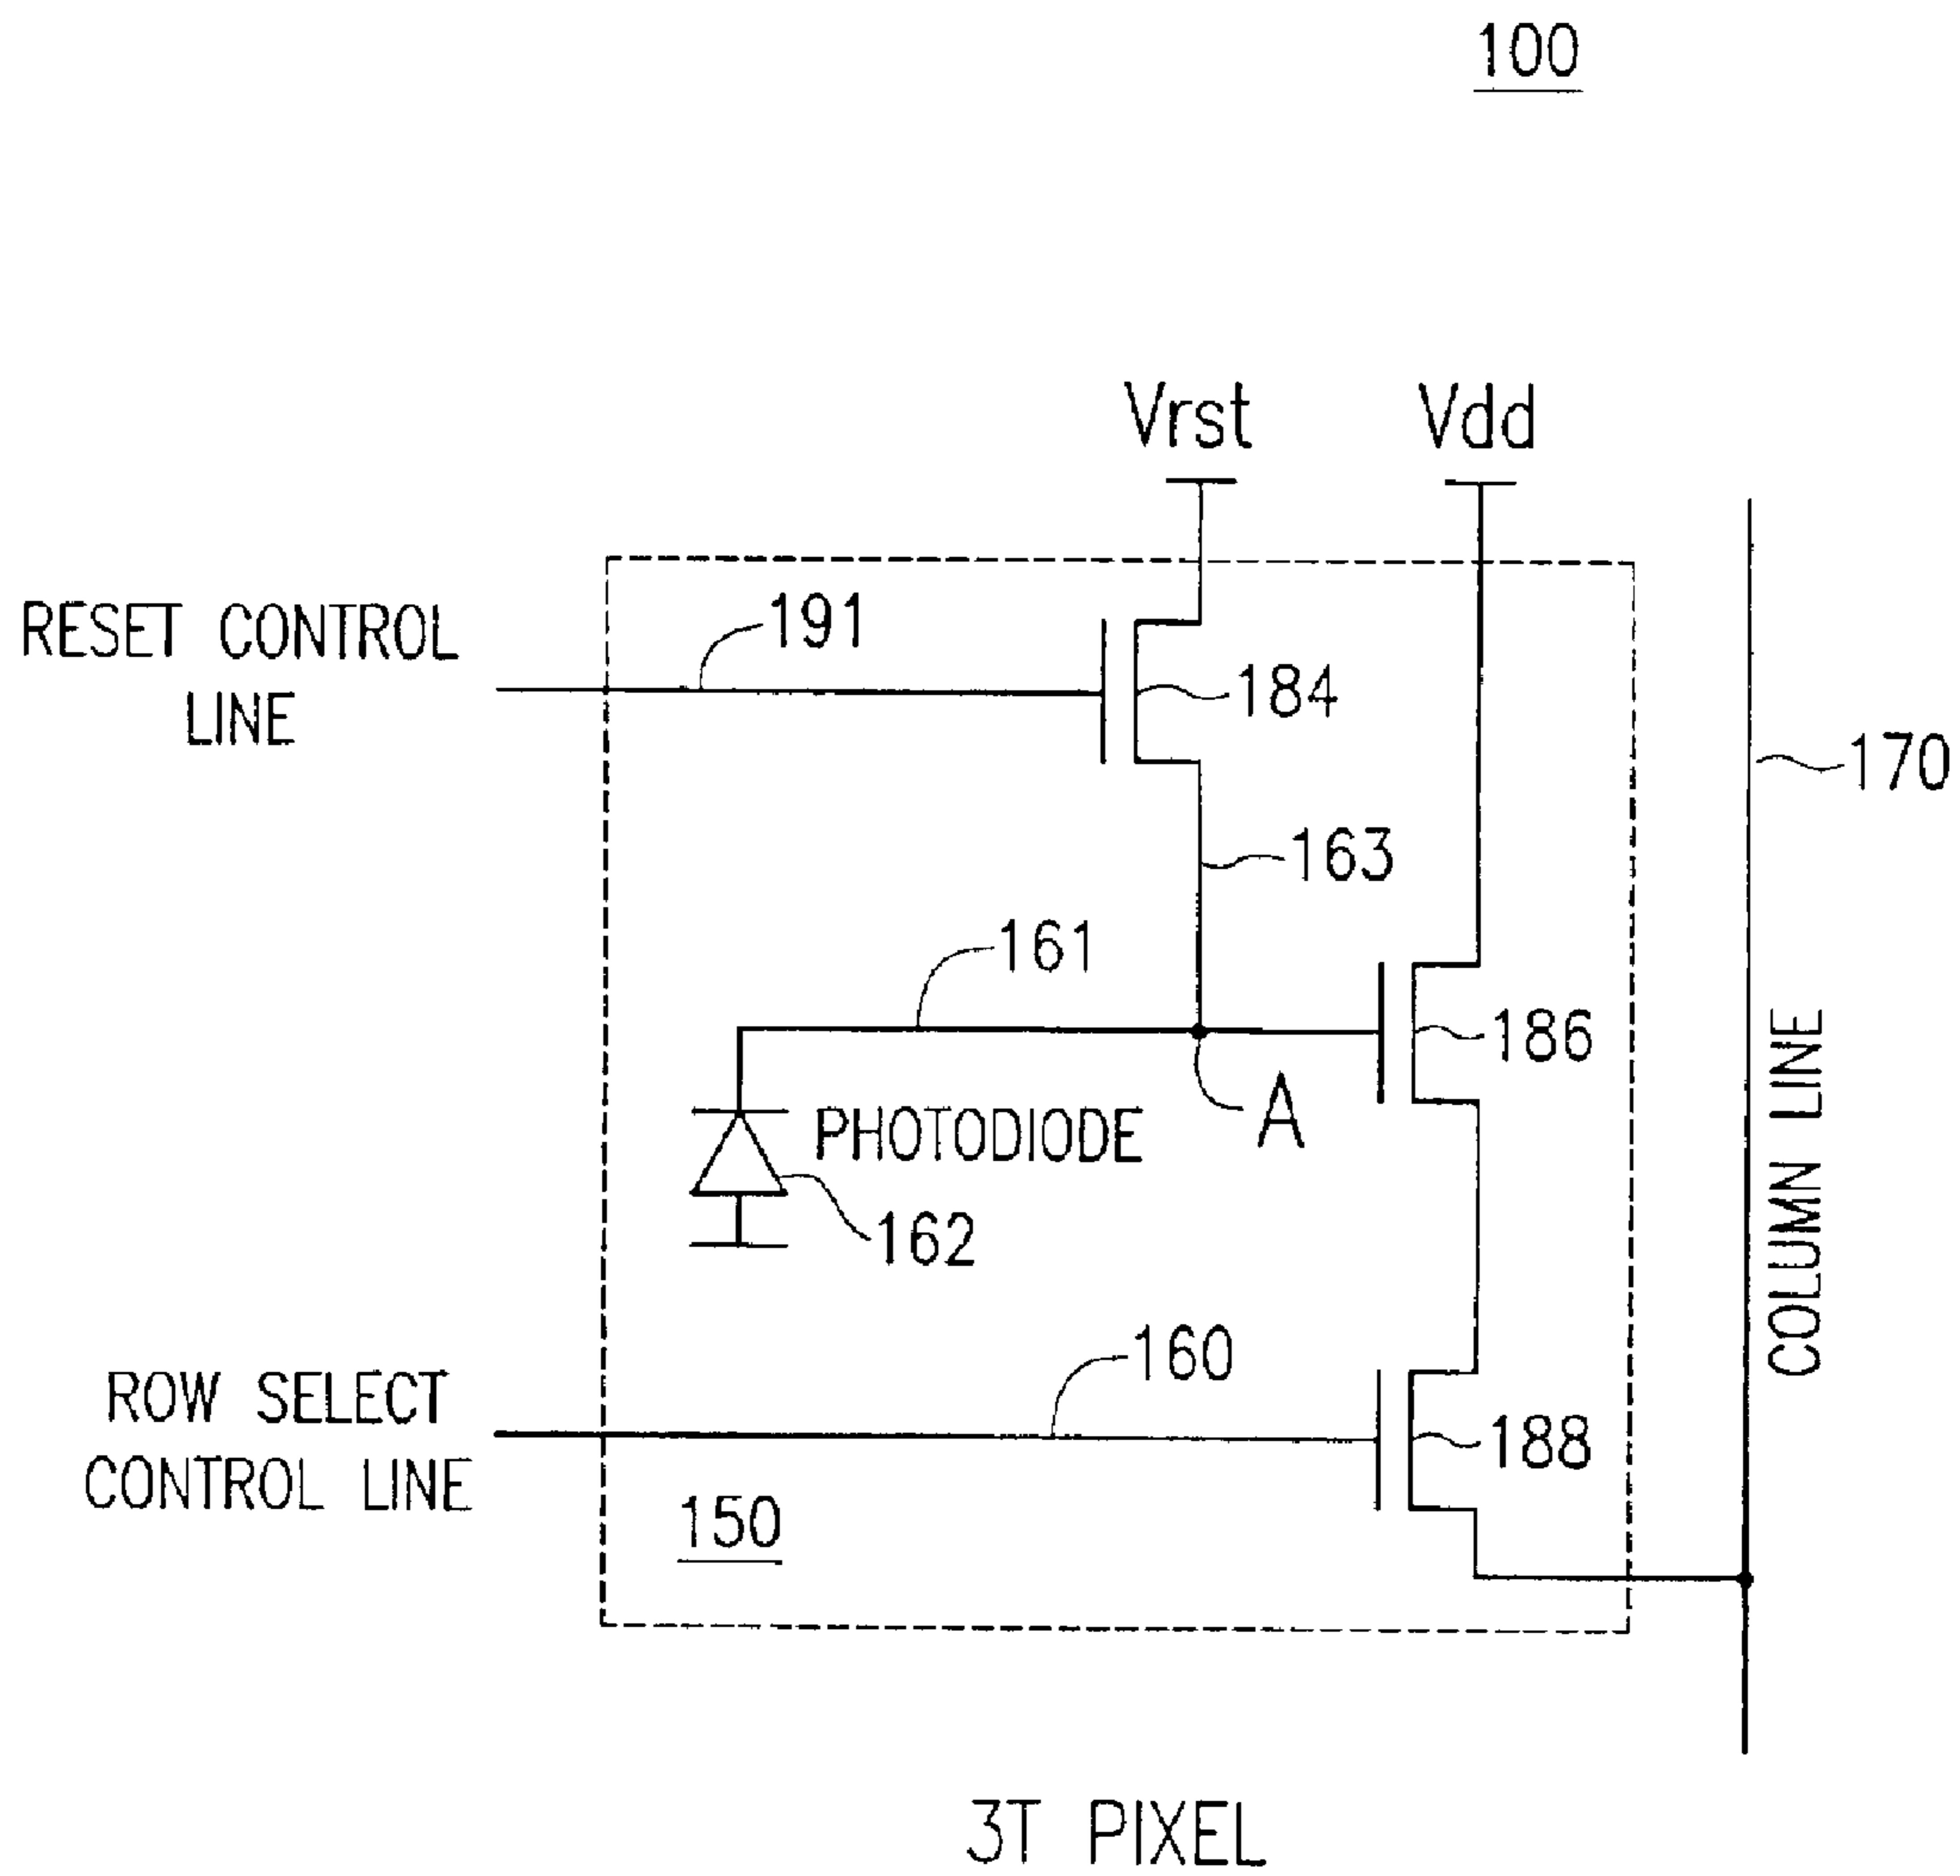 100
Vrst
Vdd
RESET CONTROL
LINE
191
184
170
163
161
186
A
PHOTODIODE
162
COLUMN LINE
160
ROW SELECT
CONTROL LINE
188
150
3T PIXEL